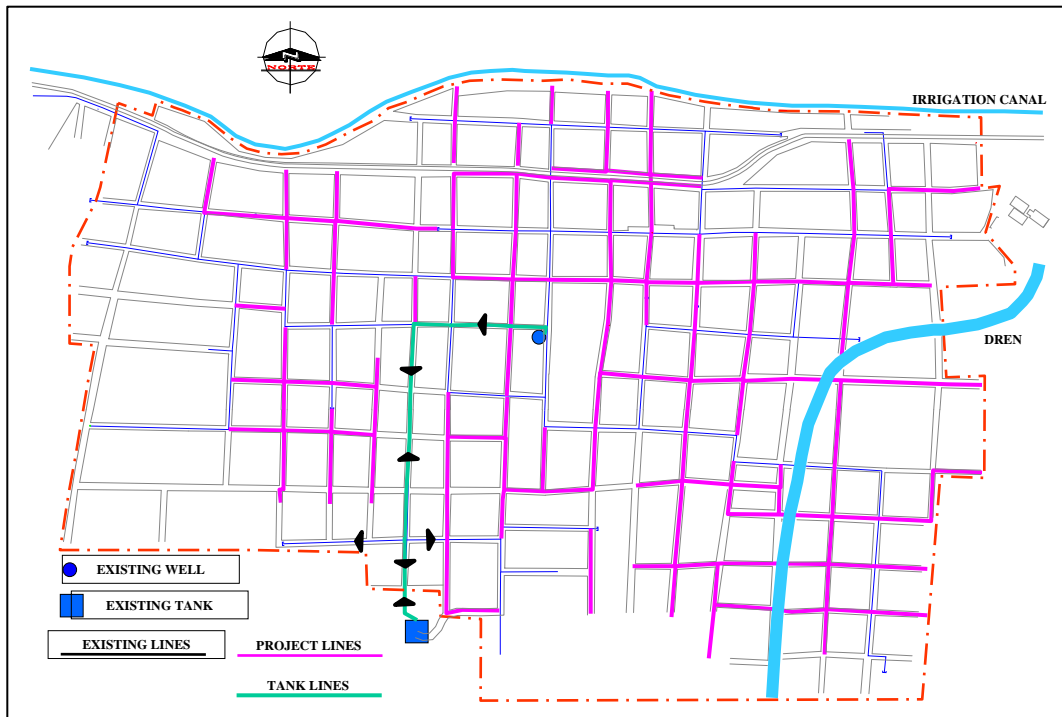 NORTE
IRRIGATION CANAL
DREN
EXISTING WELL
EXISTING TANK
EXISTING LINES
PROJECT LINES
TANK LINES